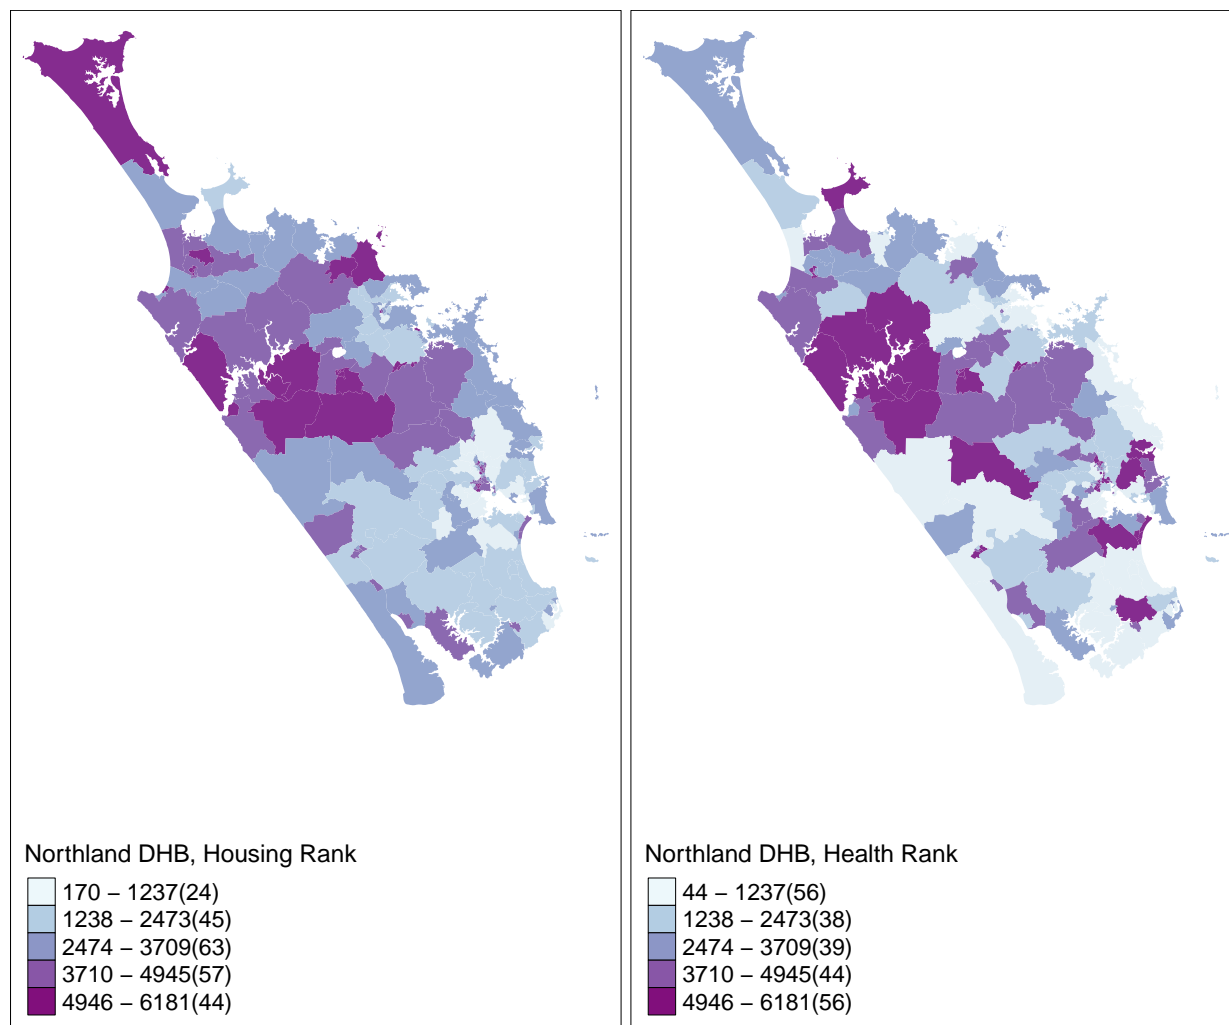 Northland DHB, Housing Rank
170 – 1237(24)
1238 – 2473(45)
2474 – 3709(63)
3710 – 4945(57)
4946 – 6181(44)
Northland DHB, Health Rank
44 – 1237(56)
1238 – 2473(38)
2474 – 3709(39)
3710 – 4945(44)
4946 – 6181(56)